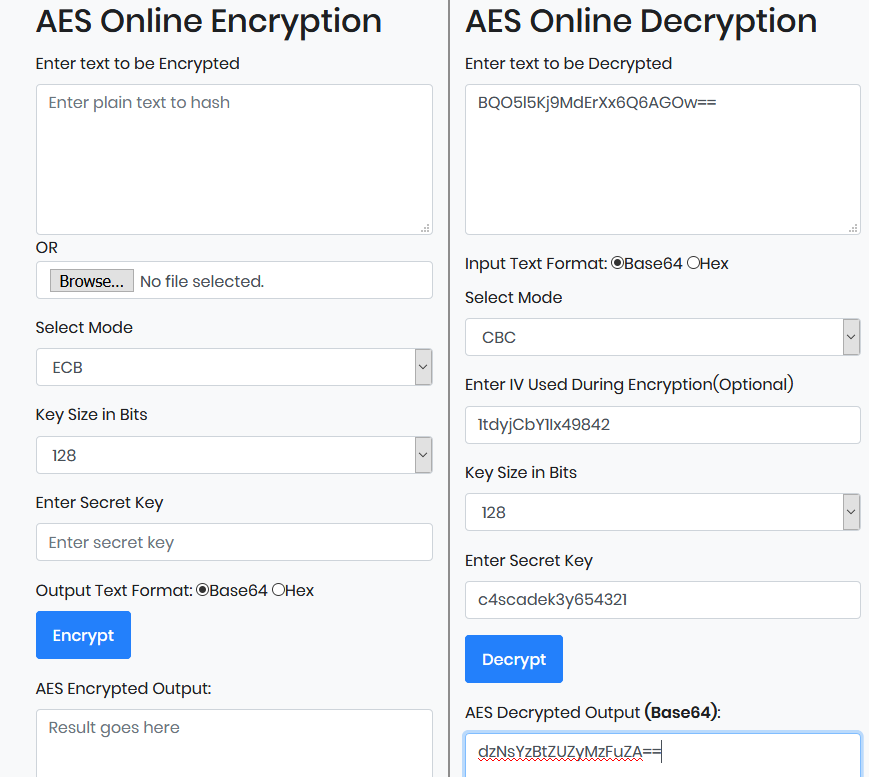 AES Online Encryption
Enter text to be Encrypted
Enter plain text to hash
OR
Browse... No file selected.
Select Mode
ECB
Key Size in Bits
128
Enter Secret Key
Enter secret key
Output Text Format: Base64 Hex
Encrypt
AES Encrypted Output:
Result goes here
AES Online Decryption
Enter text to be Decrypted
BQO5l5Kj9MdErXx6Q6AGOw==
Input Text Format: Base64 Hex
Select Mode
CBC
Enter IV Used During Encryption(Optional)
1tdyjCbY1Ix49842
Key Size in Bits
128
Enter Secret Key
c4scadek3y654321
Decrypt
AES Decrypted Output (Base64):
dzNsYzBtZUZyMzFuZA==